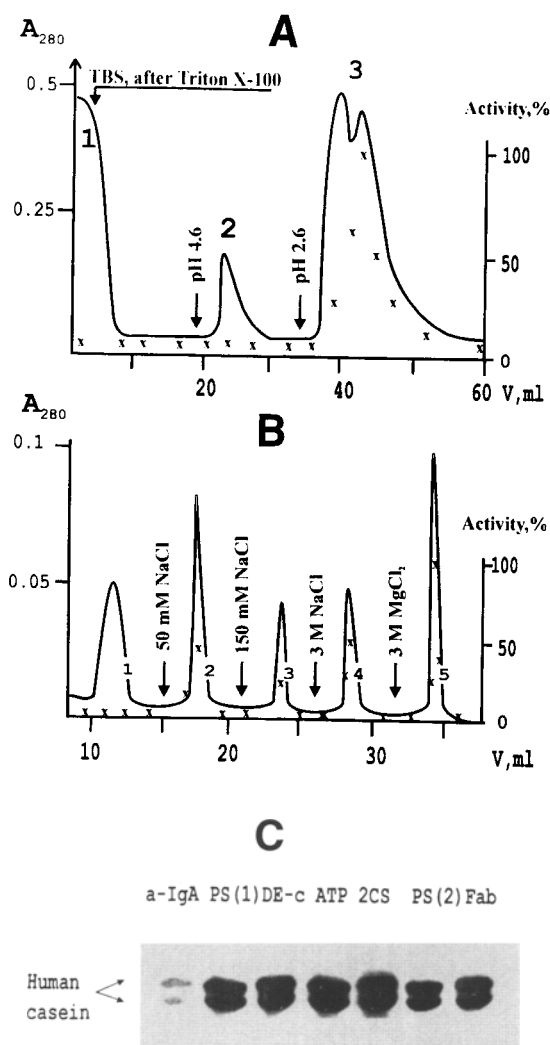 A
A280
0.5
TBS, after Triton X-100
3
Activity,%
1
100
0.25
pH 4.6
2
pH 2.6
50
0
20
40
60
V,ml
B
A280
0.1
Activity,%
0.05
50 mM NaCl
150 mM NaCl
3 M NaCl
3 M MgCl2
100
50
1
2
3
4
5
0
10
20
30
V,ml
C
a-IgA PS(1)DE-c ATP 2CS PS(2)Fab
Human
casein